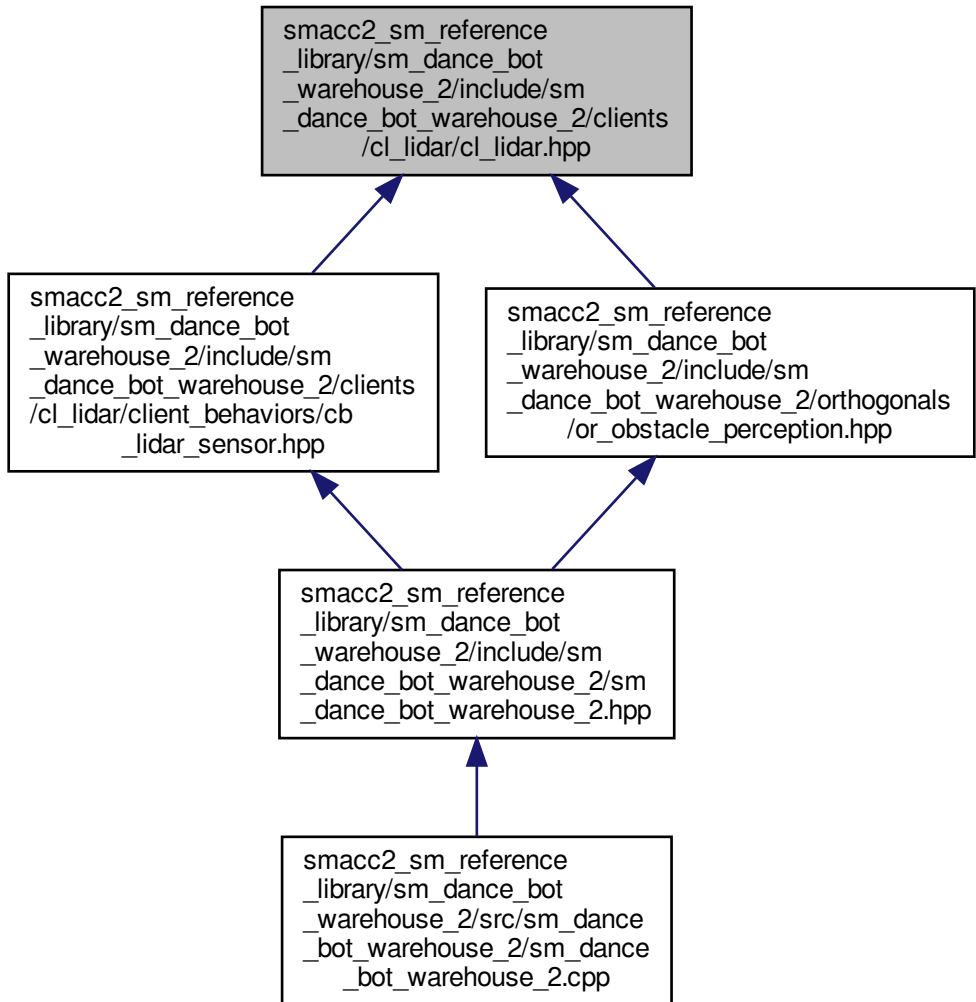 smacc2_sm_reference
_library/sm_dance_bot
_warehouse_2/include/sm
_dance_bot_warehouse_2/clients
/cl_lidar/cl_lidar.hpp
smacc2_sm_reference
_library/sm_dance_bot
_warehouse_2/include/sm
_dance_bot_warehouse_2/clients
/cl_lidar/client_behaviors/cb
_lidar_sensor.hpp
smacc2_sm_reference
_library/sm_dance_bot
_warehouse_2/include/sm
_dance_bot_warehouse_2/orthogonals
/or_obstacle_perception.hpp
smacc2_sm_reference
_library/sm_dance_bot
_warehouse_2/include/sm
_dance_bot_warehouse_2/sm
_dance_bot_warehouse_2.hpp
smacc2_sm_reference
_library/sm_dance_bot
_warehouse_2/src/sm_dance
_bot_warehouse_2/sm_dance
_bot_warehouse_2.cpp